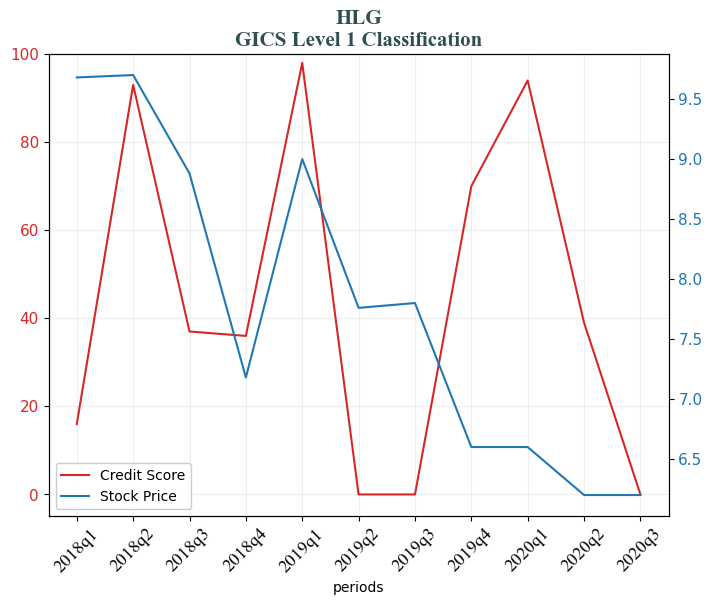 HLG
GICS Level 1 Classification
100
80
60
40
20
0
9.5
9.0
8.5
8.0
7.5
7.0
6.5
Credit Score
Stock Price
2018q1
2018q2
2018q3
2018q4
2019q1
2019q2
2019q3
2019q4
2020q1
2020q2
2020q3
periods